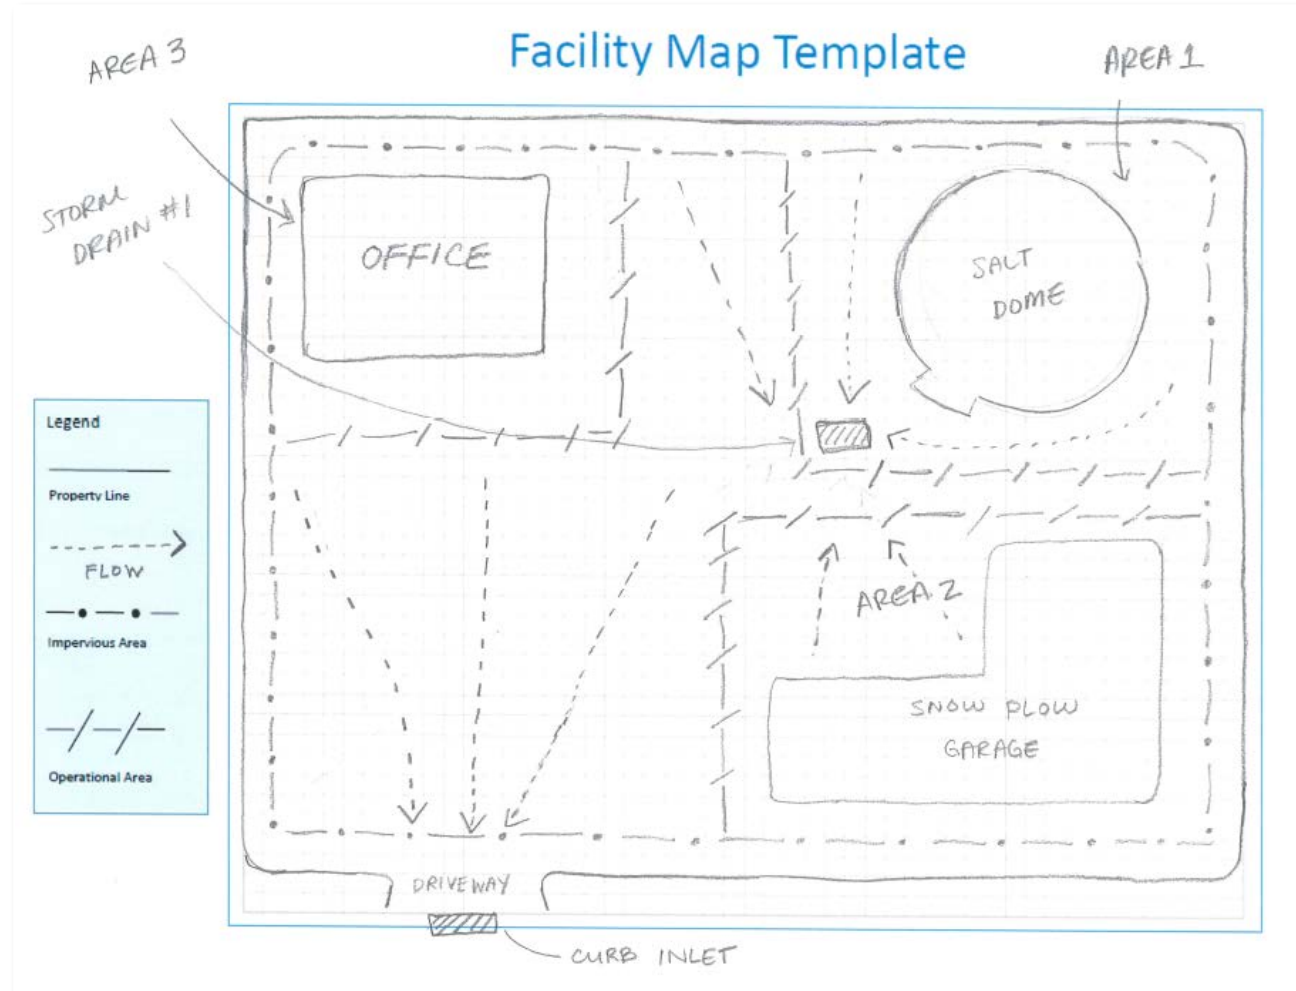 Facility Map Template
AREA 3
AREA 1
STORM
DRAIN #1
OFFICE
SALT
DOME
Legend
Property Line
FLOW
Impervious Area
Operational Area
AREA 2
SNOW PLOW
GARAGE
DRIVEWAY
CURB INLET